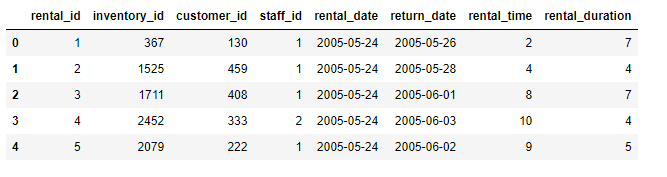 rental_id inventory_id customer_id staff_id rental_date return_date rental_time rental_duration
0 1 367 130 1 2005-05-24 2005-05-26 2 7
1 2 1525 459 1 2005-05-24 2005-05-28 4 4
2 3 1711 408 1 2005-05-24 2005-06-01 8 7
3 4 2452 333 2 2005-05-24 2005-06-03 10 4
4 5 2079 222 1 2005-05-24 2005-06-02 9 5